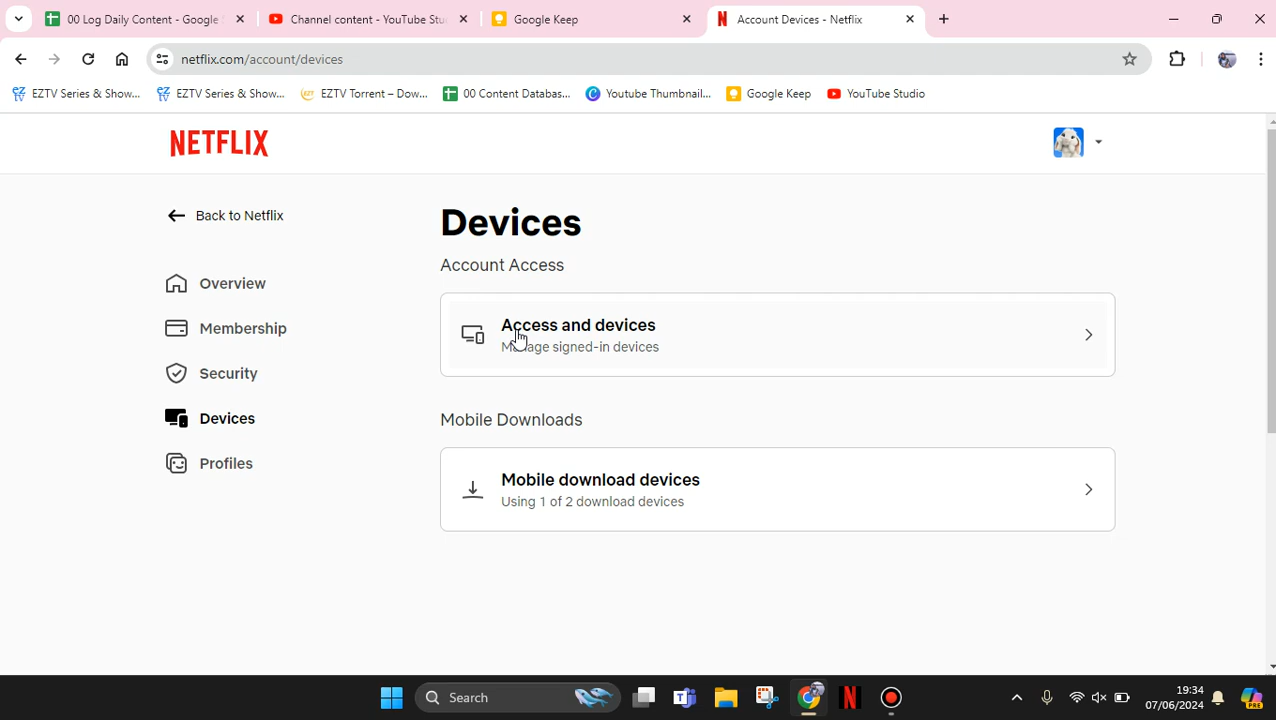 00 Log Daily Content - Google
Channel content - YouTube Stu
Google Keep
Account Devices - Netflix
netflix.com/account/devices
EZTV Series & Show...
EZTV Series & Show...
EZTV Torrent – Dow...
00 Content Databas...
Youtube Thumbnail...
Google Keep
YouTube Studio
NETFLIX
Back to Netflix
Overview
Membership
Security
Devices
Profiles
Devices
Account Access
Access and devices
Manage signed-in devices
Mobile Downloads
Mobile download devices
Using 1 of 2 download devices
Search
19:34
07/06/2024
PRE